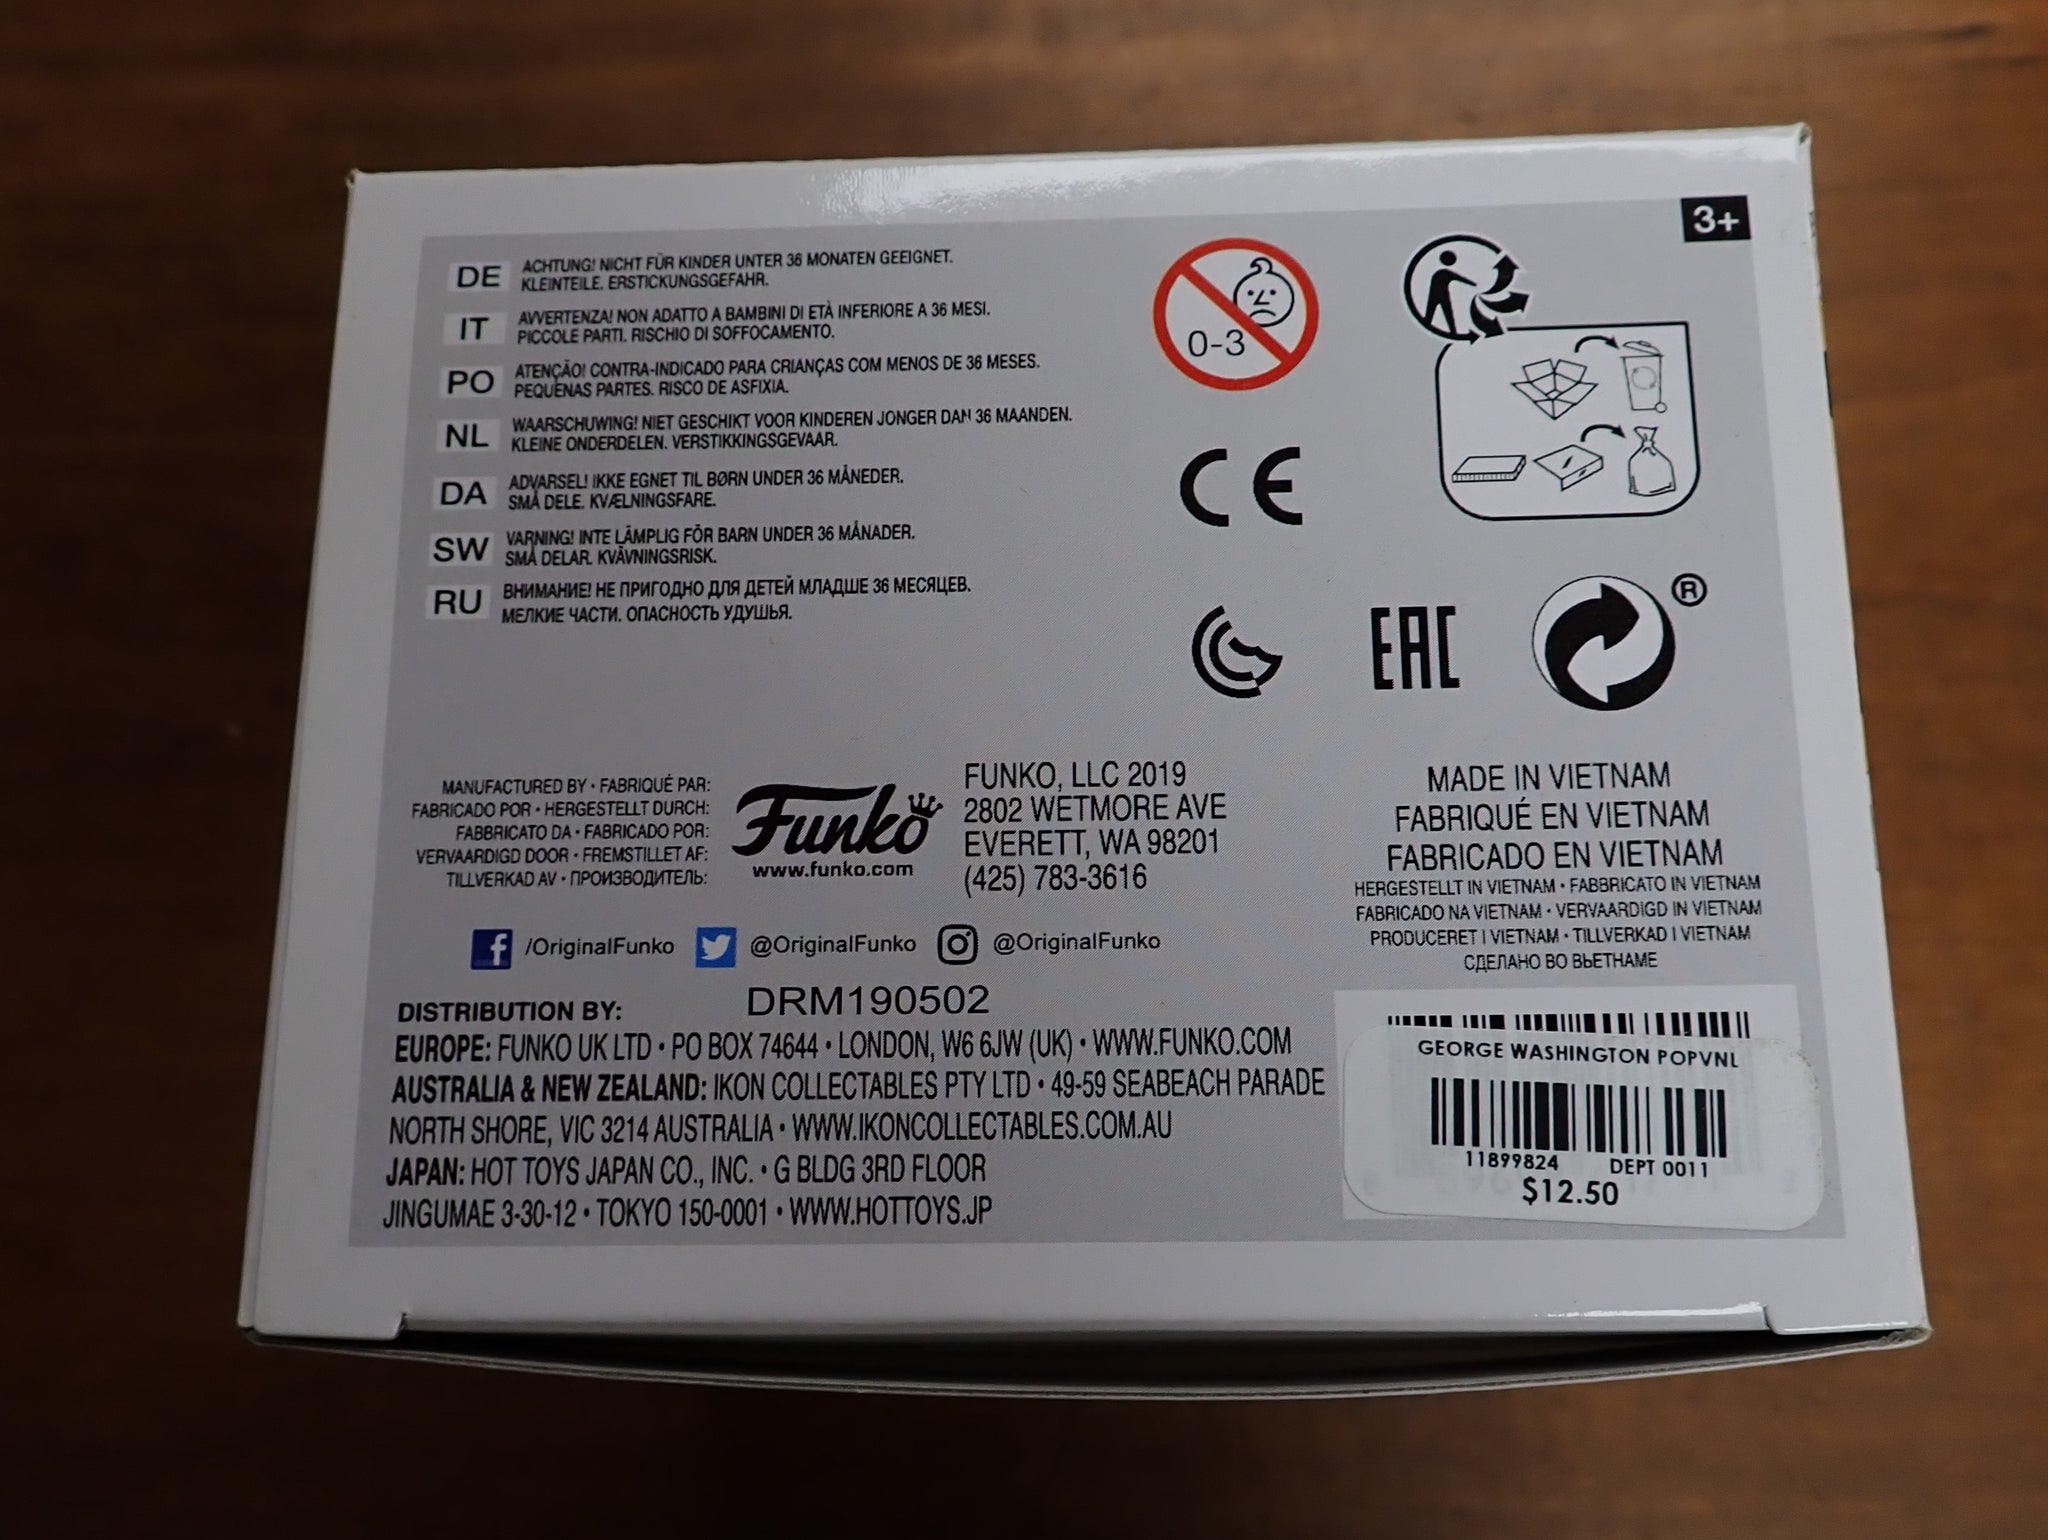 3+
DE ACHTUNG! NICHT FÜR KINDER UNTER 36 MONATEN GEEIGNET.
KLEINTEILE. ERSTICKUNGSGEFAHR.
IT AVVERTENZA! NON ADATTO A BAMBINI DI ETÀ INFERIORE A 36 MESI.
PICCOLE PARTI. RISCHIO DI SOFFOCAMENTO.
PO ATENÇÃO! CONTRA-INDICADO PARA CRIANÇAS COM MENOS DE 36 MESES.
PEQUENAS PARTES. RISCO DE ASFIXIA.
NL WAARSCHUWING! NIET GESCHIKT VOOR KINDEREN JONGER DAN 36 MAANDEN.
KLEINE ONDERDELEN. VERSTIKKINGSGEVAAR.
DA ADVARSEL! IKKE EGNET TIL BØRN UNDER 36 MÅNEDER.
SMÅ DELE. KVÆLNINGSFARE.
SW VARNING! INTE LÄMPLIG FÖR BARN UNDER 36 MÅNADER.
SMÅ DELAR. KVÄVNINGSRISK.
RU ВНИМАНИЕ! НЕ ПРИГОДНО ДЛЯ ДЕТЕЙ МЛАДШЕ 36 МЕСЯЦЕВ.
МЕЛКИЕ ЧАСТИ. ОПАСНОСТЬ УДУШЬЯ.
0-3
CE
EAC
®
MANUFACTURED BY • FABRIQUÉ PAR:
FABRICADO POR • HERGESTELLT DURCH:
FABBRICATO DA • FABRICADO POR:
VERVAARDIGD DOOR • FREMSTILLET AF:
TILLVERKAD AV • ПРОИЗВОДИТЕЛЬ:
Funko
www.funko.com
FUNKO, LLC 2019
2802 WETMORE AVE
EVERETT, WA 98201
(425) 783-3616
MADE IN VIETNAM
FABRIQUÉ EN VIETNAM
FABRICADO EN VIETNAM
HERGESTELLT IN VIETNAM • FABBRICATO IN VIETNAM
FABRICADO NA VIETNAM • VERVAARDIGD IN VIETNAM
PRODUCERET I VIETNAM • TILLVERKAD I VIETNAM
СДЕЛАНО ВО ВЬЕТНАМЕ
/OriginalFunko @OriginalFunko @OriginalFunko
DISTRIBUTION BY: DRM190502
EUROPE: FUNKO UK LTD • PO BOX 74644 • LONDON, W6 6JW (UK) • WWW.FUNKO.COM
AUSTRALIA & NEW ZEALAND: IKON COLLECTABLES PTY LTD • 49-59 SEABEACH PARADE
NORTH SHORE, VIC 3214 AUSTRALIA • WWW.IKONCOLLECTABLES.COM.AU
JAPAN: HOT TOYS JAPAN CO., INC. • G BLDG 3RD FLOOR
JINGUMAE 3-30-12 • TOKYO 150-0001 • WWW.HOTTOYS.JP
GEORGE WASHINGTON POPVNL
11899824 DEPT 0011
$12.50